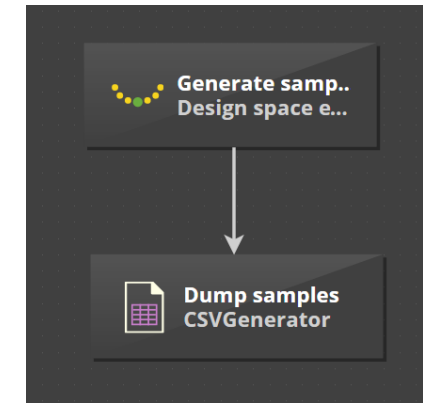 Generate samp..
Design space e...
Dump samples
CSVGenerator